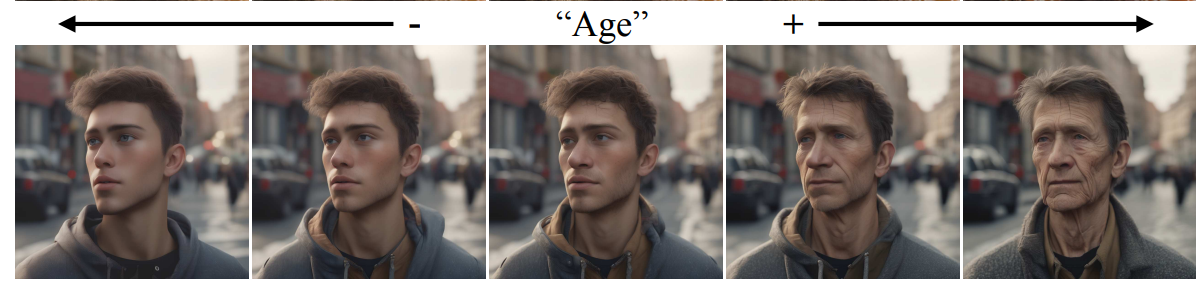 - “Age” +